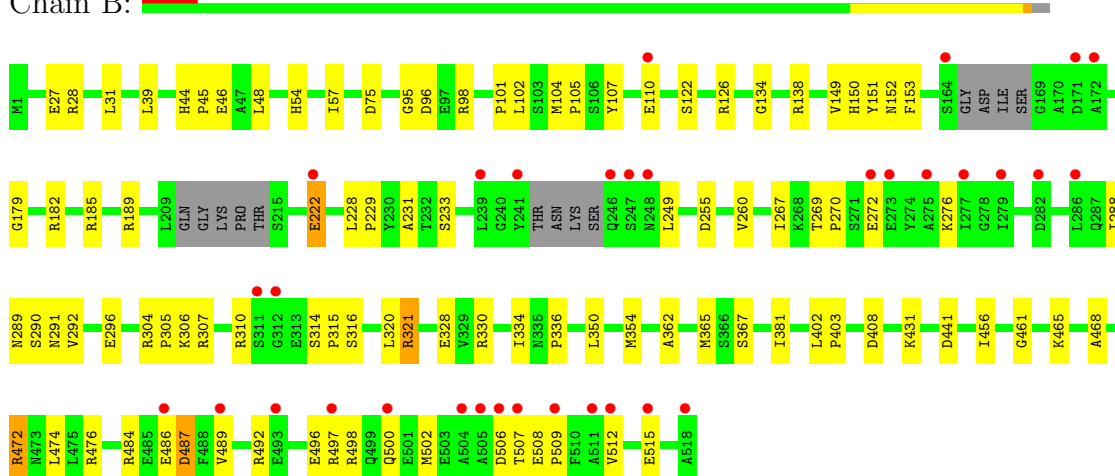 Chain B:
M1 E27 R28 L31 L39 H44 P45 E46 A47 L48 H54 I57 D75 G95 D96 E97 R98 P101 L102 S103 M104 P105 S106 Y107 E110 S122 R126 G134 R138 V149 H150 Y151 N152 F153 S164 GLY ASP ILE SER G169 A170 D171 A172
G179 R182 R185 R189 L209 GLN GLY LYS PRO THR S215 E222 L228 P229 Y230 A231 T232 S233 L239 G240 Y241 THR ASN LYS SER Q246 S247 N248 L249 D255 V260 I267 K268 T269 P270 S271 E272 E273 Y274 A275 K276 I277 G278 I279 D282 L286 Q287
N289 S290 N291 V292 E296 R304 P305 K306 R307 R310 S311 G312 E313 S314 P315 S316 L320 R321 E328 V329 R330 I334 N335 P336 L350 M354 A362 M365 S366 S367 I381 L402 P403 D408 K431 D441 I456 G461 K465 A468
R472 N473 L474 L475 R476 R484 E485 E486 D487 F488 V489 R492 E493 E496 R497 R498 Q499 Q500 E501 M502 E503 A504 A505 D506 T507 E508 P509 F510 A511 V512 E515 A518